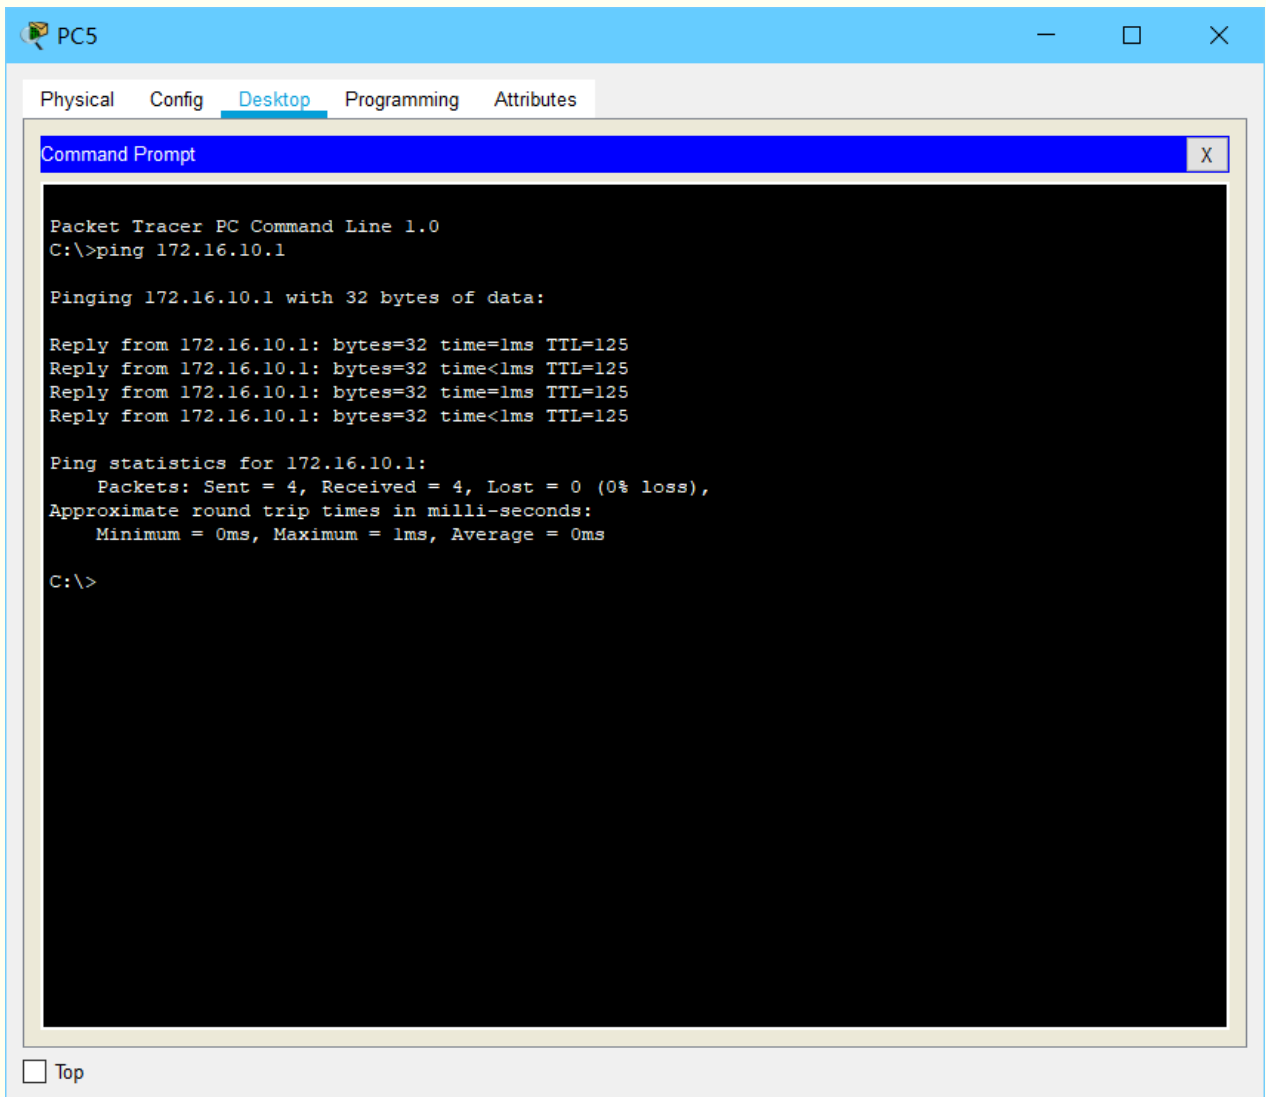 PC5
Physical Config Desktop Programming Attributes
Command Prompt
X
Packet Tracer PC Command Line 1.0
C:\>ping 172.16.10.1
Pinging 172.16.10.1 with 32 bytes of data:
Reply from 172.16.10.1: bytes=32 time=1ms TTL=125
Reply from 172.16.10.1: bytes=32 time<1ms TTL=125
Reply from 172.16.10.1: bytes=32 time=1ms TTL=125
Reply from 172.16.10.1: bytes=32 time<1ms TTL=125
Ping statistics for 172.16.10.1:
Packets: Sent = 4, Received = 4, Lost = 0 (0% loss),
Approximate round trip times in milli-seconds:
Minimum = 0ms, Maximum = 1ms, Average = 0ms
C:\>
Top